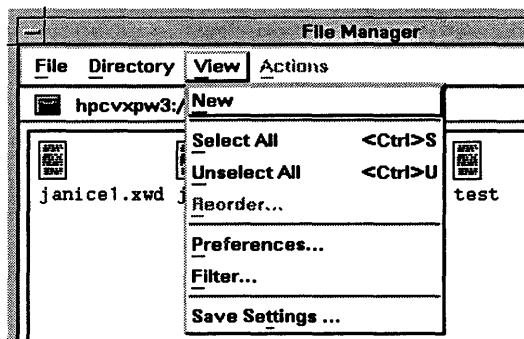 File Manager
File Directory View Actions
hpcvxpw3:/
New
Select All <Ctrl>S
Unselect All <Ctrl>U
Reorder...
Preferences...
Filter...
Save Settings ...
janice1.xwd j test